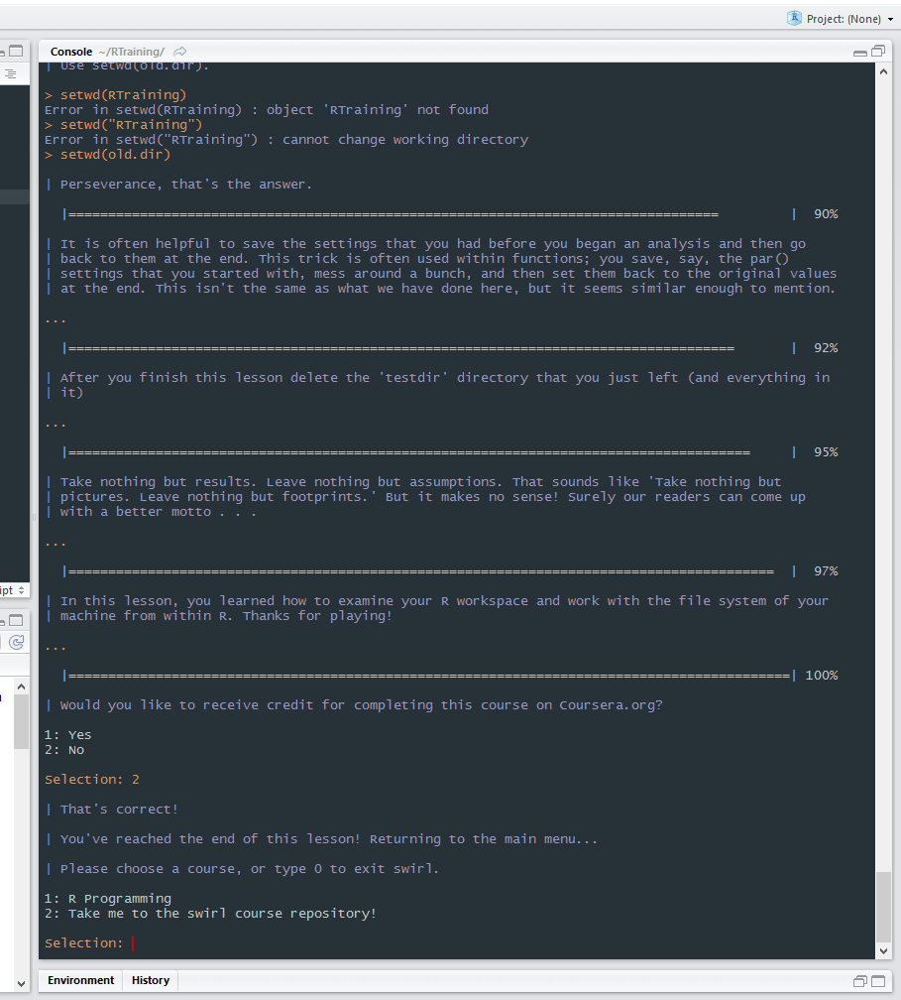 Project: (None)
Console ~/RTraining/
| Use setwd(old.dir).
> setwd(RTraining)
Error in setwd(RTraining) : object 'RTraining' not found
> setwd("RTraining")
Error in setwd("RTraining") : cannot change working directory
> setwd(old.dir)
| Perseverance, that's the answer.
|==================================================================================         |  90%
| It is often helpful to save the settings that you had before you began an analysis and then go
| back to them at the end. This trick is often used within functions; you save, say, the par()
| settings that you started with, mess around a bunch, and then set them back to the original values
| at the end. This isn't the same as what we have done here, but it seems similar enough to mention.
...
|====================================================================================       |  92%
| After you finish this lesson delete the 'testdir' directory that you just left (and everything in
| it)
...
|======================================================================================     |  95%
| Take nothing but results. Leave nothing but assumptions. That sounds like 'Take nothing but
| pictures. Leave nothing but footprints.' But it makes no sense! Surely our readers can come up
| with a better motto . . .
...
|=========================================================================================  |  97%
| In this lesson, you learned how to examine your R workspace and work with the file system of your
| machine from within R. Thanks for playing!
...
|===========================================================================================| 100%
| Would you like to receive credit for completing this course on Coursera.org?
1: Yes
2: No
Selection: 2
| That's correct!
| You've reached the end of this lesson! Returning to the main menu...
| Please choose a course, or type 0 to exit swirl.
1: R Programming
2: Take me to the swirl course repository!
Selection:
ipt
Environment History